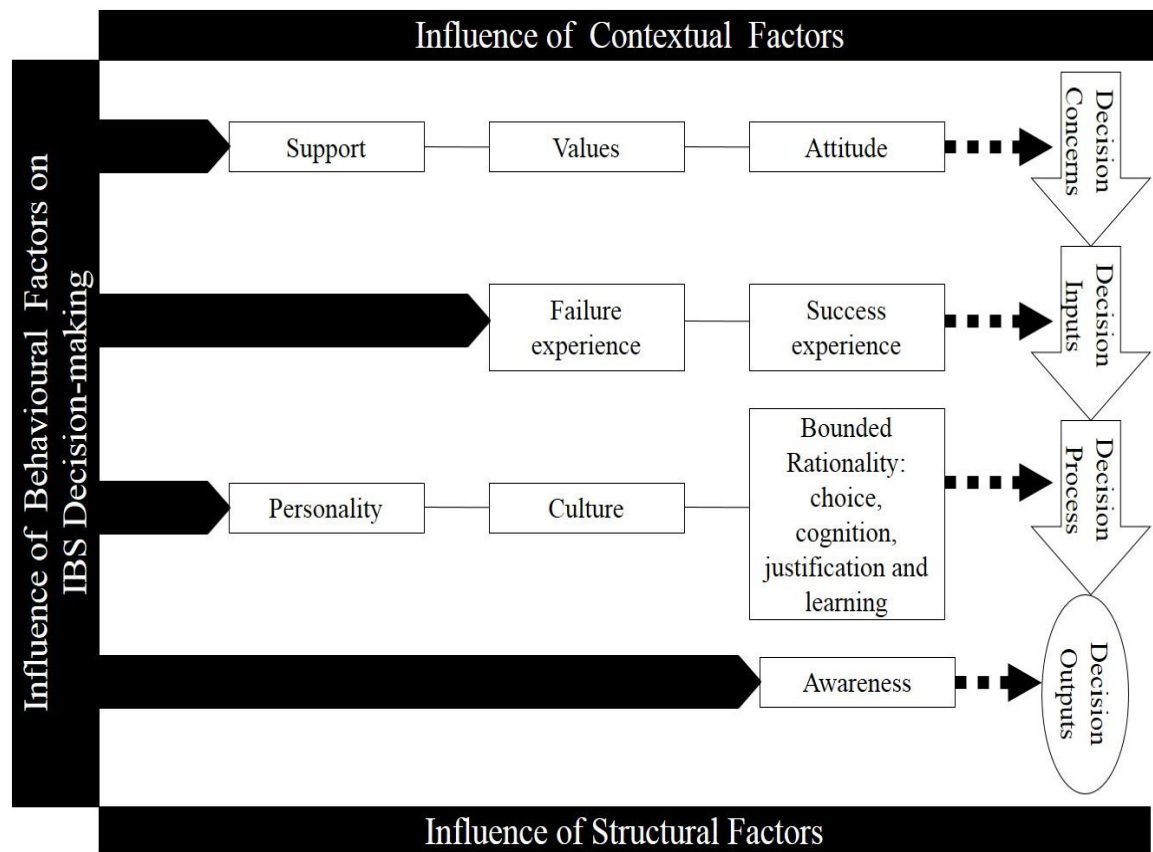 Influence of Contextual Factors
Influence of Behavioural Factors on
IBS Decision-making
Support
Values
Attitude
Decision
Concerns
Failure
experience
Success
experience
Decision
Inputs
Personality
Culture
Bounded
Rationality:
choice,
cognition,
justification and
learning
Decision
Process
Awareness
Decision
Outputs
Influence of Structural Factors